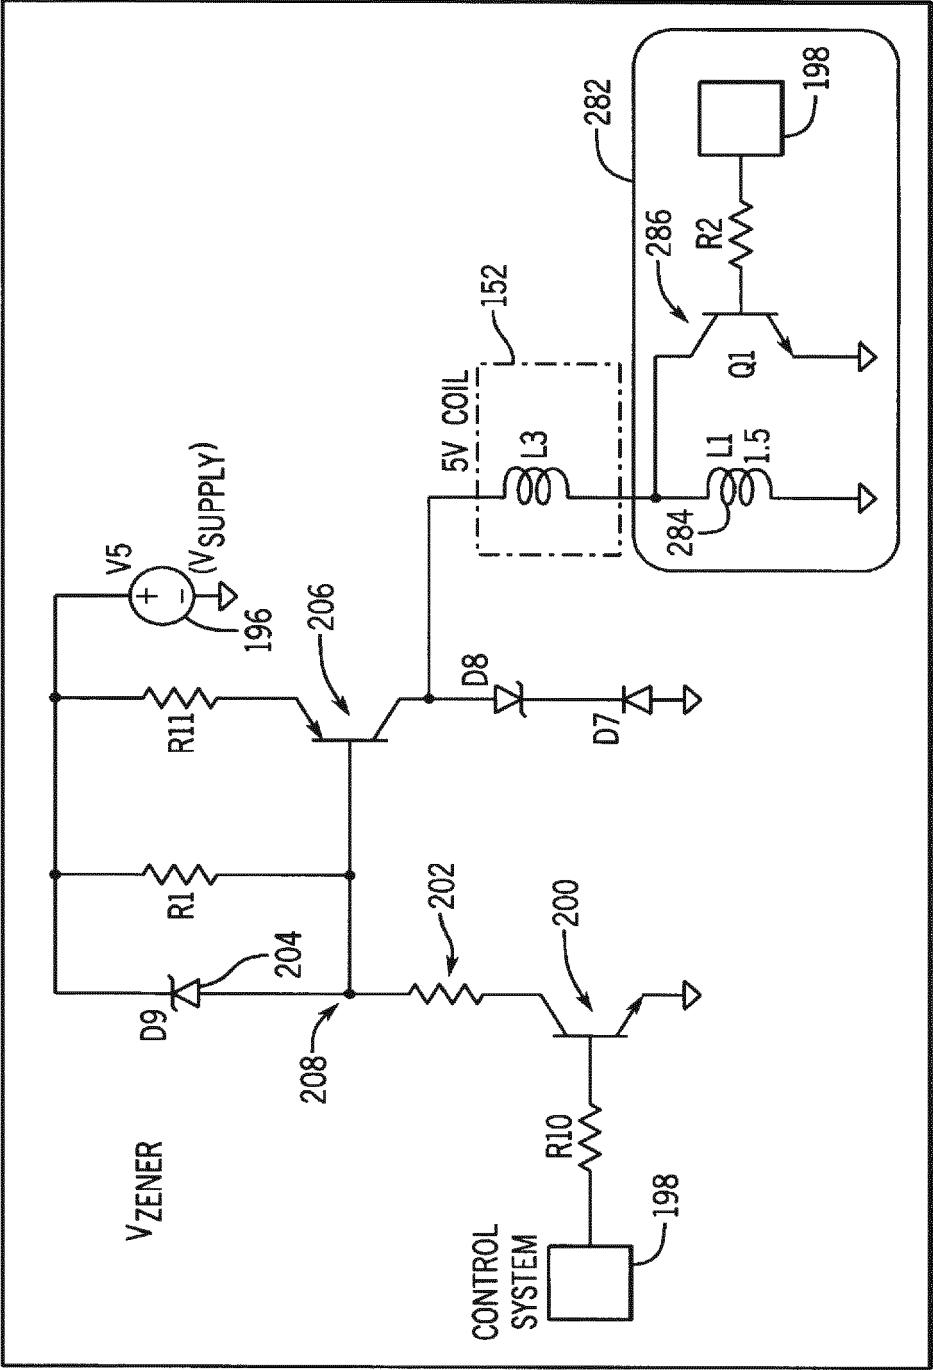 V5
(VSUPPLY)
196
R11
R1
D9
204
206
208
VZENER
202
200
R10
CONTROL
SYSTEM
198
D8
D7
5V COIL
152
L3
282
286
Q1
R2
198
L1
1.5
284